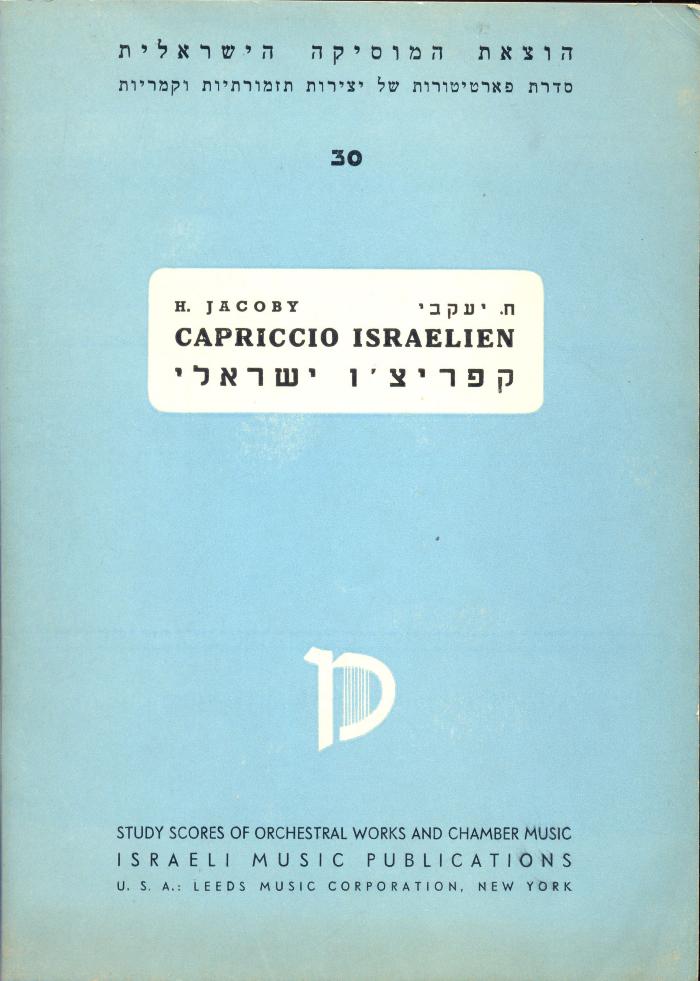 הוצאת המוסיקה הישראלית
סדרת פארטיטורות של יצירות תזמורתיות וקמריות
30
H. JACOBY ח. יעקבי
CAPRICCIO ISRAELIEN
קפריצ'ו ישראלי
STUDY SCORES OF ORCHESTRAL WORKS AND CHAMBER MUSIC
ISRAELI MUSIC PUBLICATIONS
U. S. A.: LEEDS MUSIC CORPORATION, NEW YORK